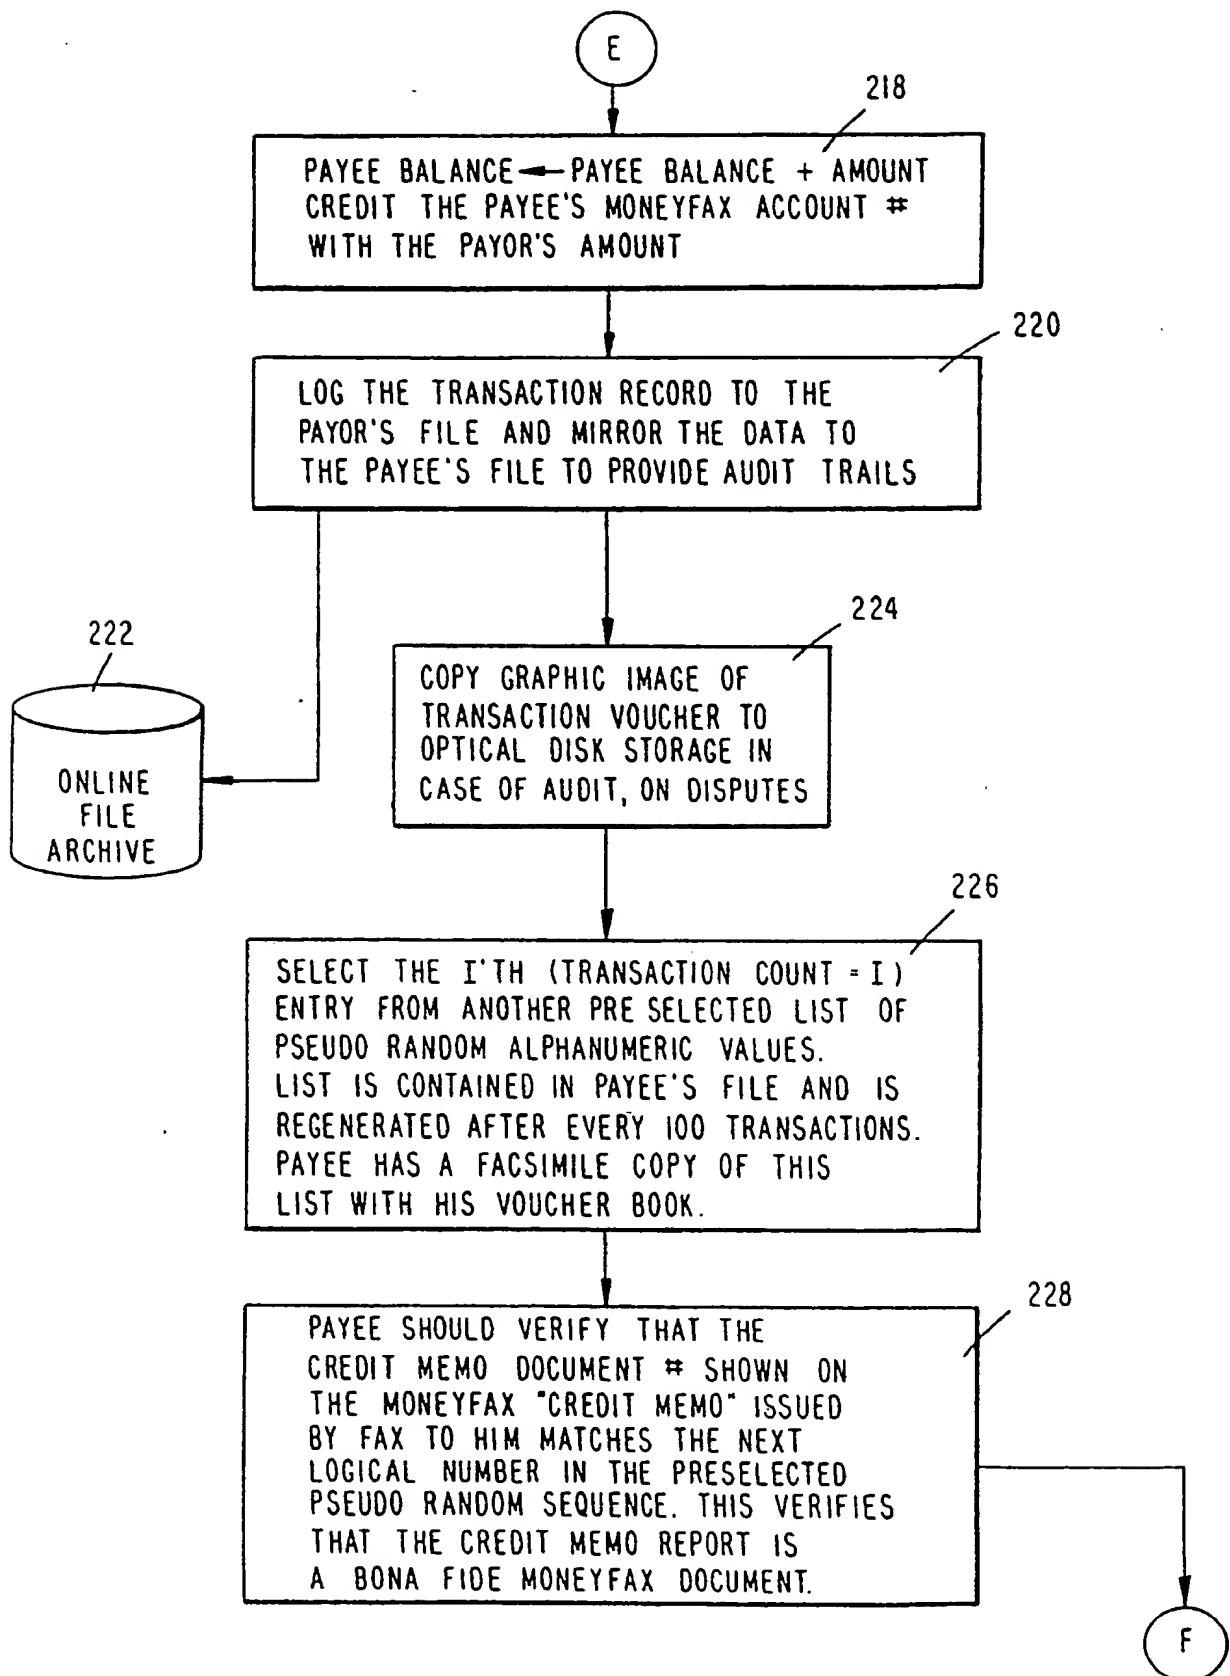 E
218
PAYEE BALANCE ← PAYEE BALANCE + AMOUNT
CREDIT THE PAYEE'S MONEYFAX ACCOUNT #
WITH THE PAYOR'S AMOUNT
220
LOG THE TRANSACTION RECORD TO THE
PAYOR'S FILE AND MIRROR THE DATA TO
THE PAYEE'S FILE TO PROVIDE AUDIT TRAILS
222
ONLINE
FILE
ARCHIVE
224
COPY GRAPHIC IMAGE OF
TRANSACTION VOUCHER TO
OPTICAL DISK STORAGE IN
CASE OF AUDIT, ON DISPUTES
226
SELECT THE I'TH (TRANSACTION COUNT = I)
ENTRY FROM ANOTHER PRE SELECTED LIST OF
PSEUDO RANDOM ALPHANUMERIC VALUES.
LIST IS CONTAINED IN PAYEE'S FILE AND IS
REGENERATED AFTER EVERY 100 TRANSACTIONS.
PAYEE HAS A FACSIMILE COPY OF THIS
LIST WITH HIS VOUCHER BOOK.
228
PAYEE SHOULD VERIFY THAT THE
CREDIT MEMO DOCUMENT # SHOWN ON
THE MONEYFAX "CREDIT MEMO" ISSUED
BY FAX TO HIM MATCHES THE NEXT
LOGICAL NUMBER IN THE PRESELECTED
PSEUDO RANDOM SEQUENCE. THIS VERIFIES
THAT THE CREDIT MEMO REPORT IS
A BONA FIDE MONEYFAX DOCUMENT.
F